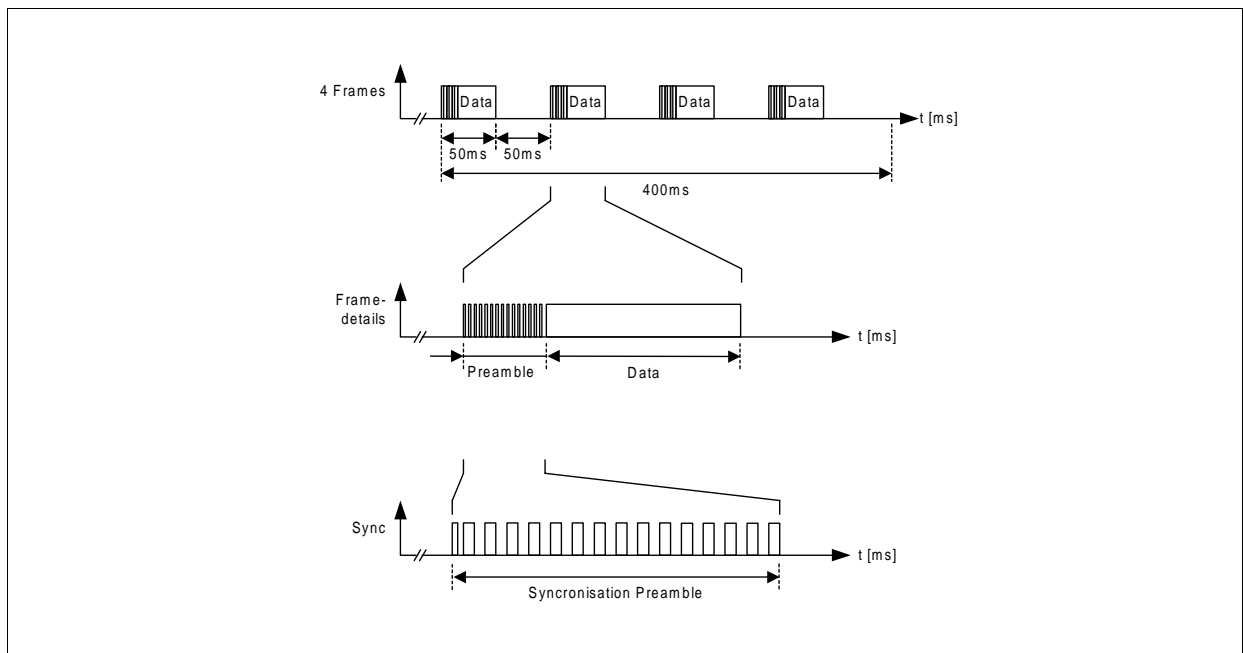 4 Frames
Data
Data
Data
Data
t [ms]
50ms
50ms
400ms
Frame-
details
t [ms]
Preamble
Data
Sync
t [ms]
Syncronisation Preamble